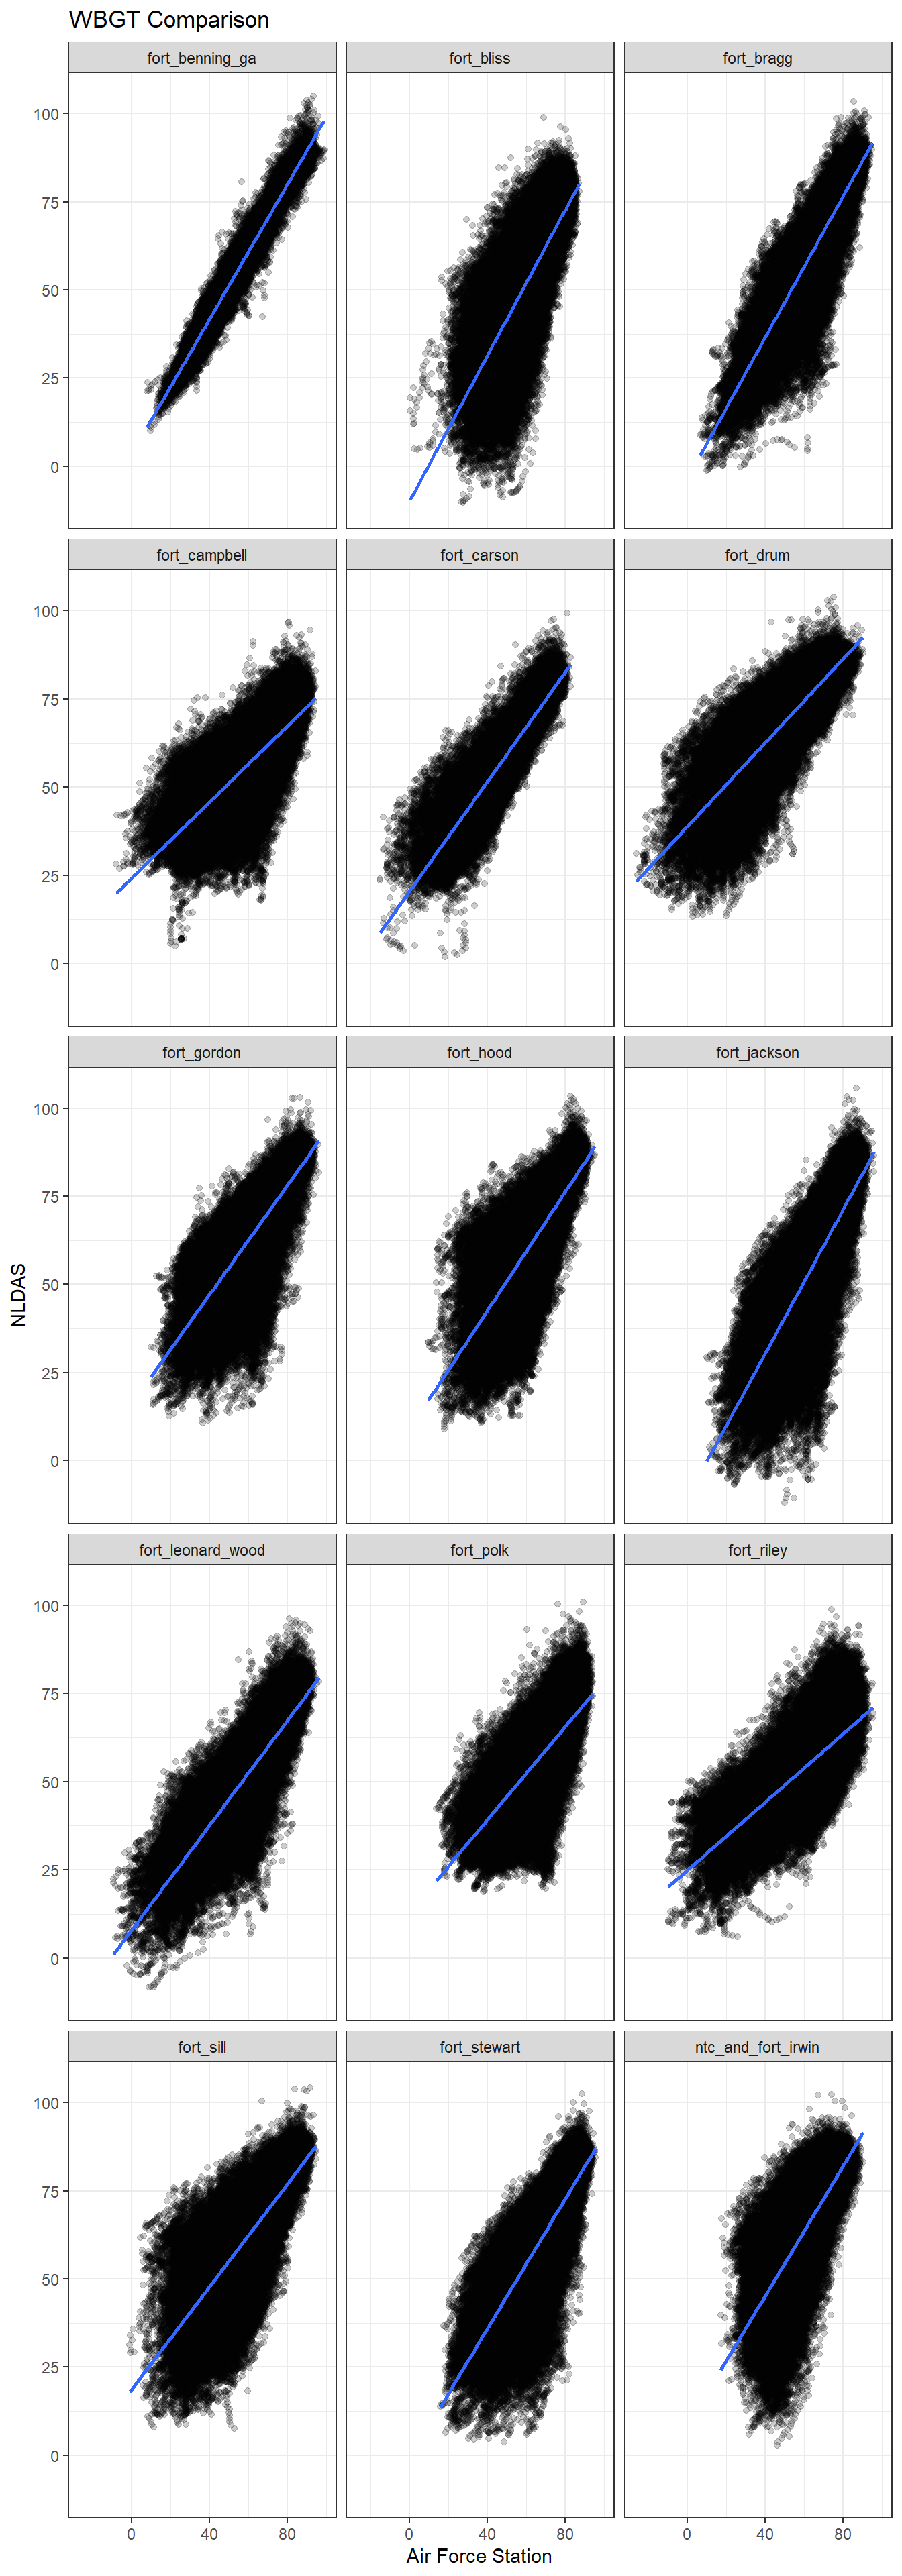 WBGT Comparison
fort_benning_ga fort_bliss fort_bragg
100
75
50
25
0
fort_campbell fort_carson fort_drum
100
75
50
25
0
fort_gordon fort_hood fort_jackson
100
75
50
25
0
NLDAS
fort_leonard_wood fort_polk fort_riley
100
75
50
25
0
fort_sill fort_stewart ntc_and_fort_irwin
100
75
50
25
0
0 40 80 0 40 80 0 40 80
Air Force Station